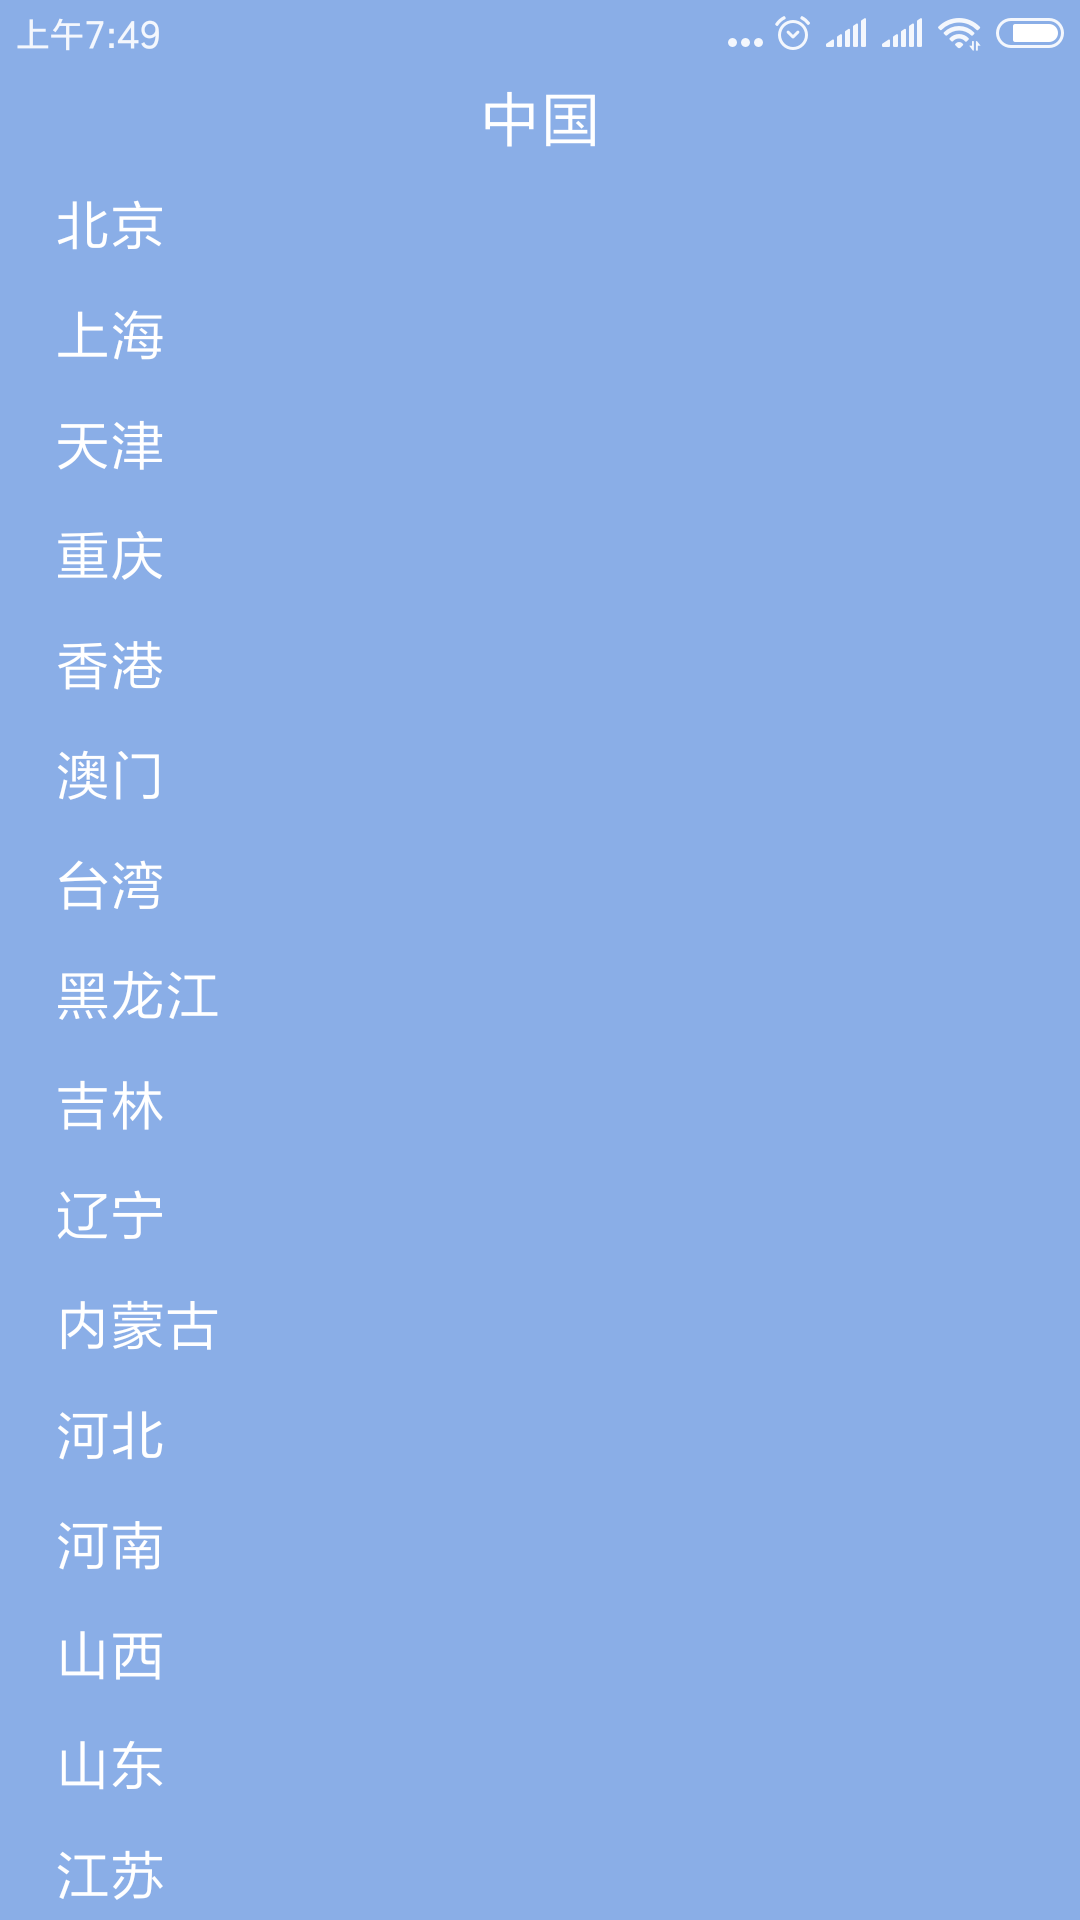 上午7:49
中国
北京
上海
天津
重庆
香港
澳门
台湾
黑龙江
吉林
辽宁
内蒙古
河北
河南
山西
山东
江苏